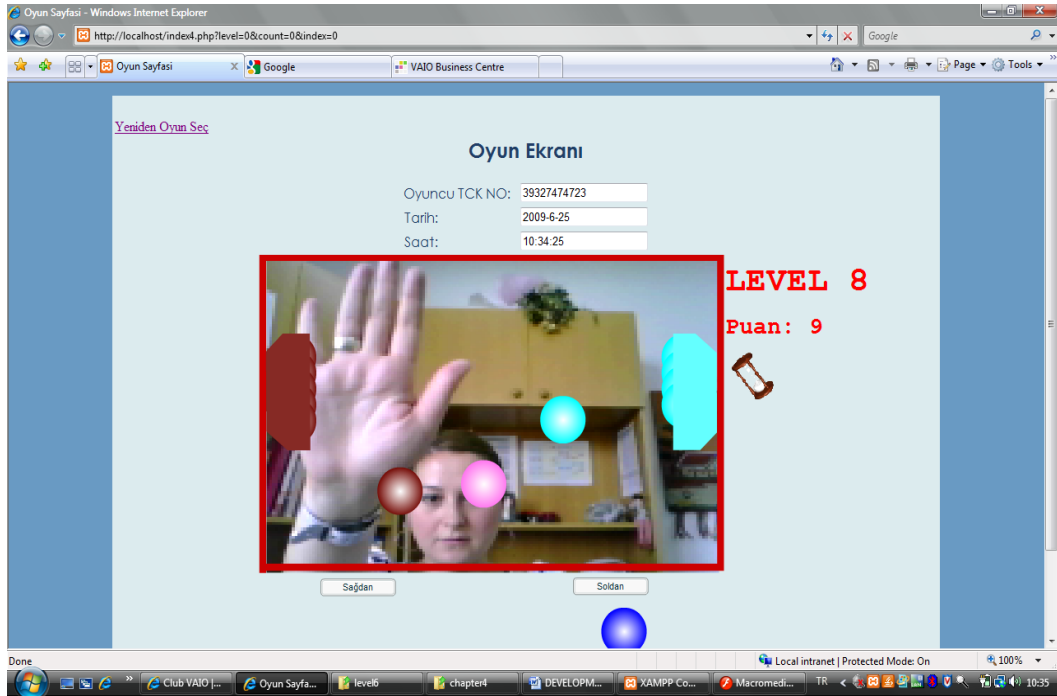 Oyun Sayfasi - Windows Internet Explorer
http://localhost/index4.php?level=0&count=0&index=0
Google
Oyun Sayfasi
Google
VAIO Business Centre
Page
Tools
Yeniden Oyun Seç
Oyun Ekranı
Oyuncu TCK NO: 39327474723
Tarih: 2009-6-25
Saat: 10:34:25
LEVEL 8
Puan: 9
Sağdan
Soldan
Done
Local intranet | Protected Mode: On
100%
Club VAIO |...
Oyun Sayfa...
level6
chapter4
DEVELOPM...
XAMPP Co...
Macromedi...
TR
10:35